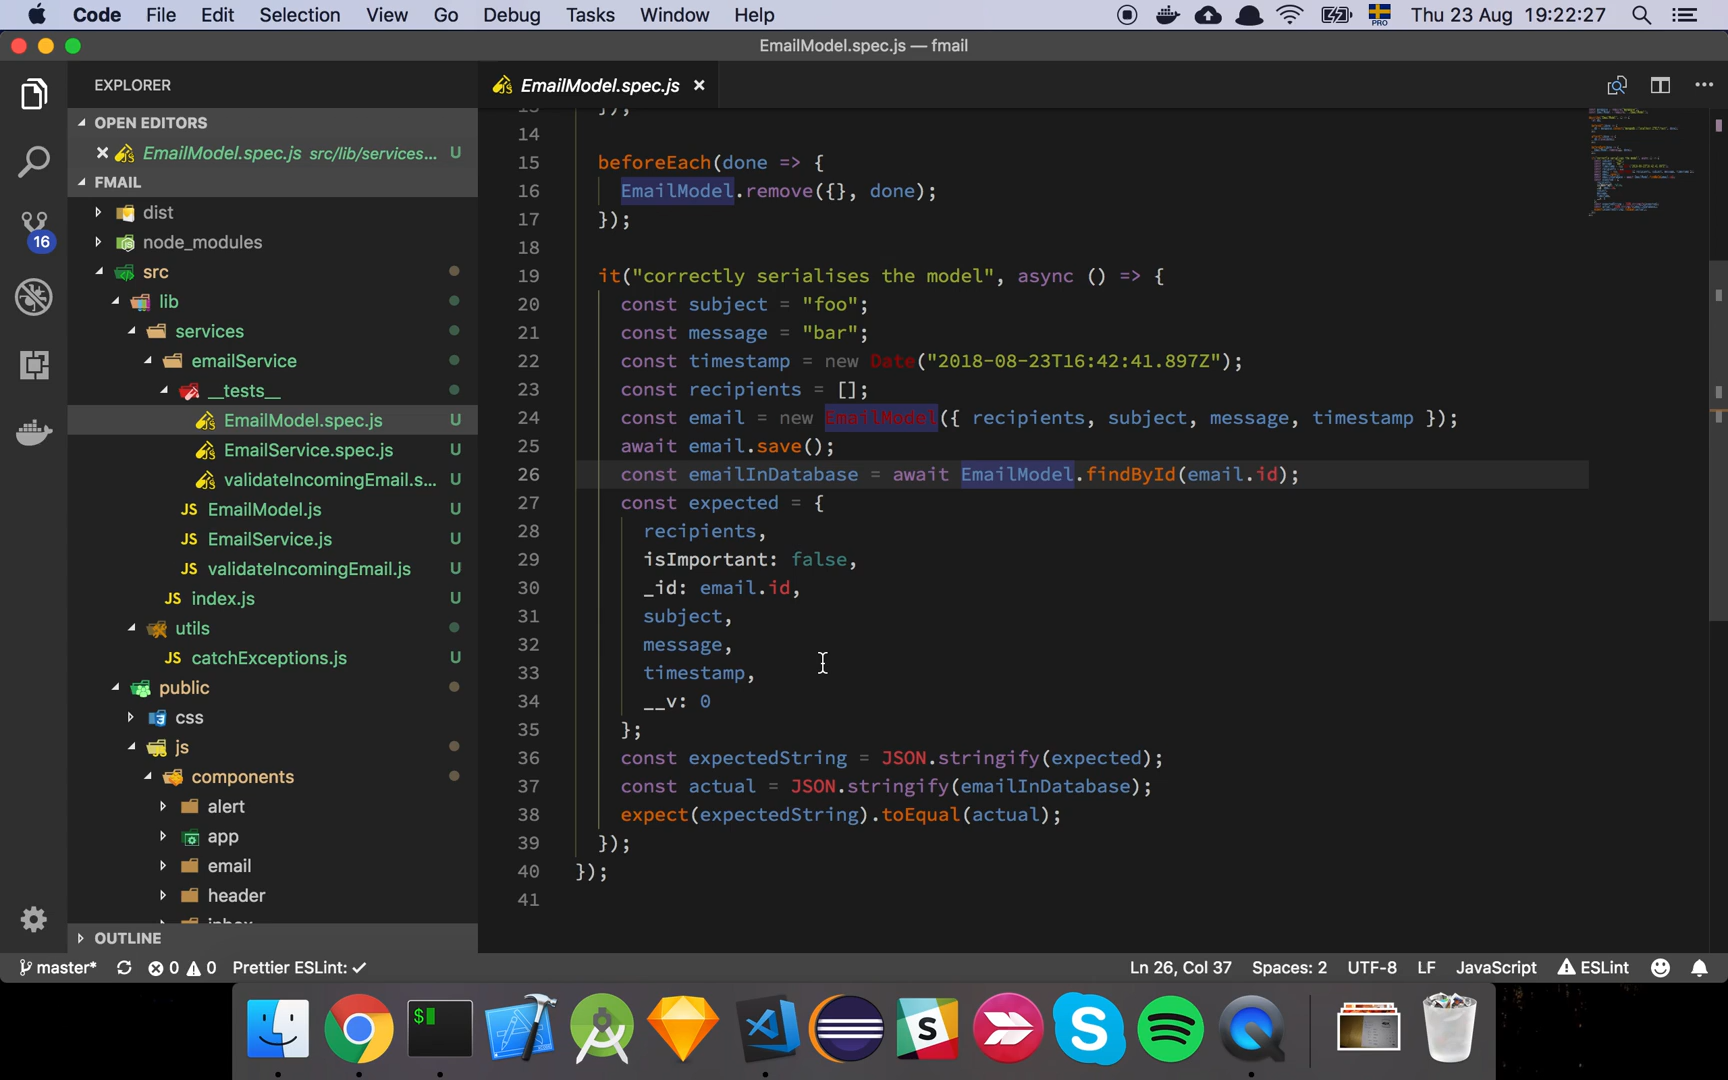 Code File Edit Selection View Go Debug Tasks Window Help PRO Thu 23 Aug 19:22:27
EmailModel.spec.js — fmail
EXPLORER
OPEN EDITORS
EmailModel.spec.js src/lib/services... U
FMAIL
dist
node_modules
src
lib
services
emailService
__tests__
EmailModel.spec.js U
EmailService.spec.js U
validateIncomingEmail.s... U
EmailModel.js U
EmailService.js U
validateIncomingEmail.js U
index.js U
utils
catchExceptions.js U
public
css
js
components
alert
app
email
header
OUTLINE
16
EmailModel.spec.js
14
15 beforeEach(done => {
16 EmailModel.remove({}, done);
17 });
18
19 it("correctly serialises the model", async () => {
20 const subject = "foo";
21 const message = "bar";
22 const timestamp = new Date("2018-08-23T16:42:41.897Z");
23 const recipients = [];
24 const email = new EmailModel({ recipients, subject, message, timestamp });
25 await email.save();
26 const emailInDatabase = await EmailModel.findById(email.id);
27 const expected = {
28 recipients,
29 isImportant: false,
30 _id: email.id,
31 subject,
32 message,
33 timestamp,
34 __v: 0
35 };
36 const expectedString = JSON.stringify(expected);
37 const actual = JSON.stringify(emailInDatabase);
38 expect(expectedString).toEqual(actual);
39 });
40 });
41
master* 0 0 Prettier ESLint: ✓ Ln 26, Col 37 Spaces: 2 UTF-8 LF JavaScript ESLint
$
S